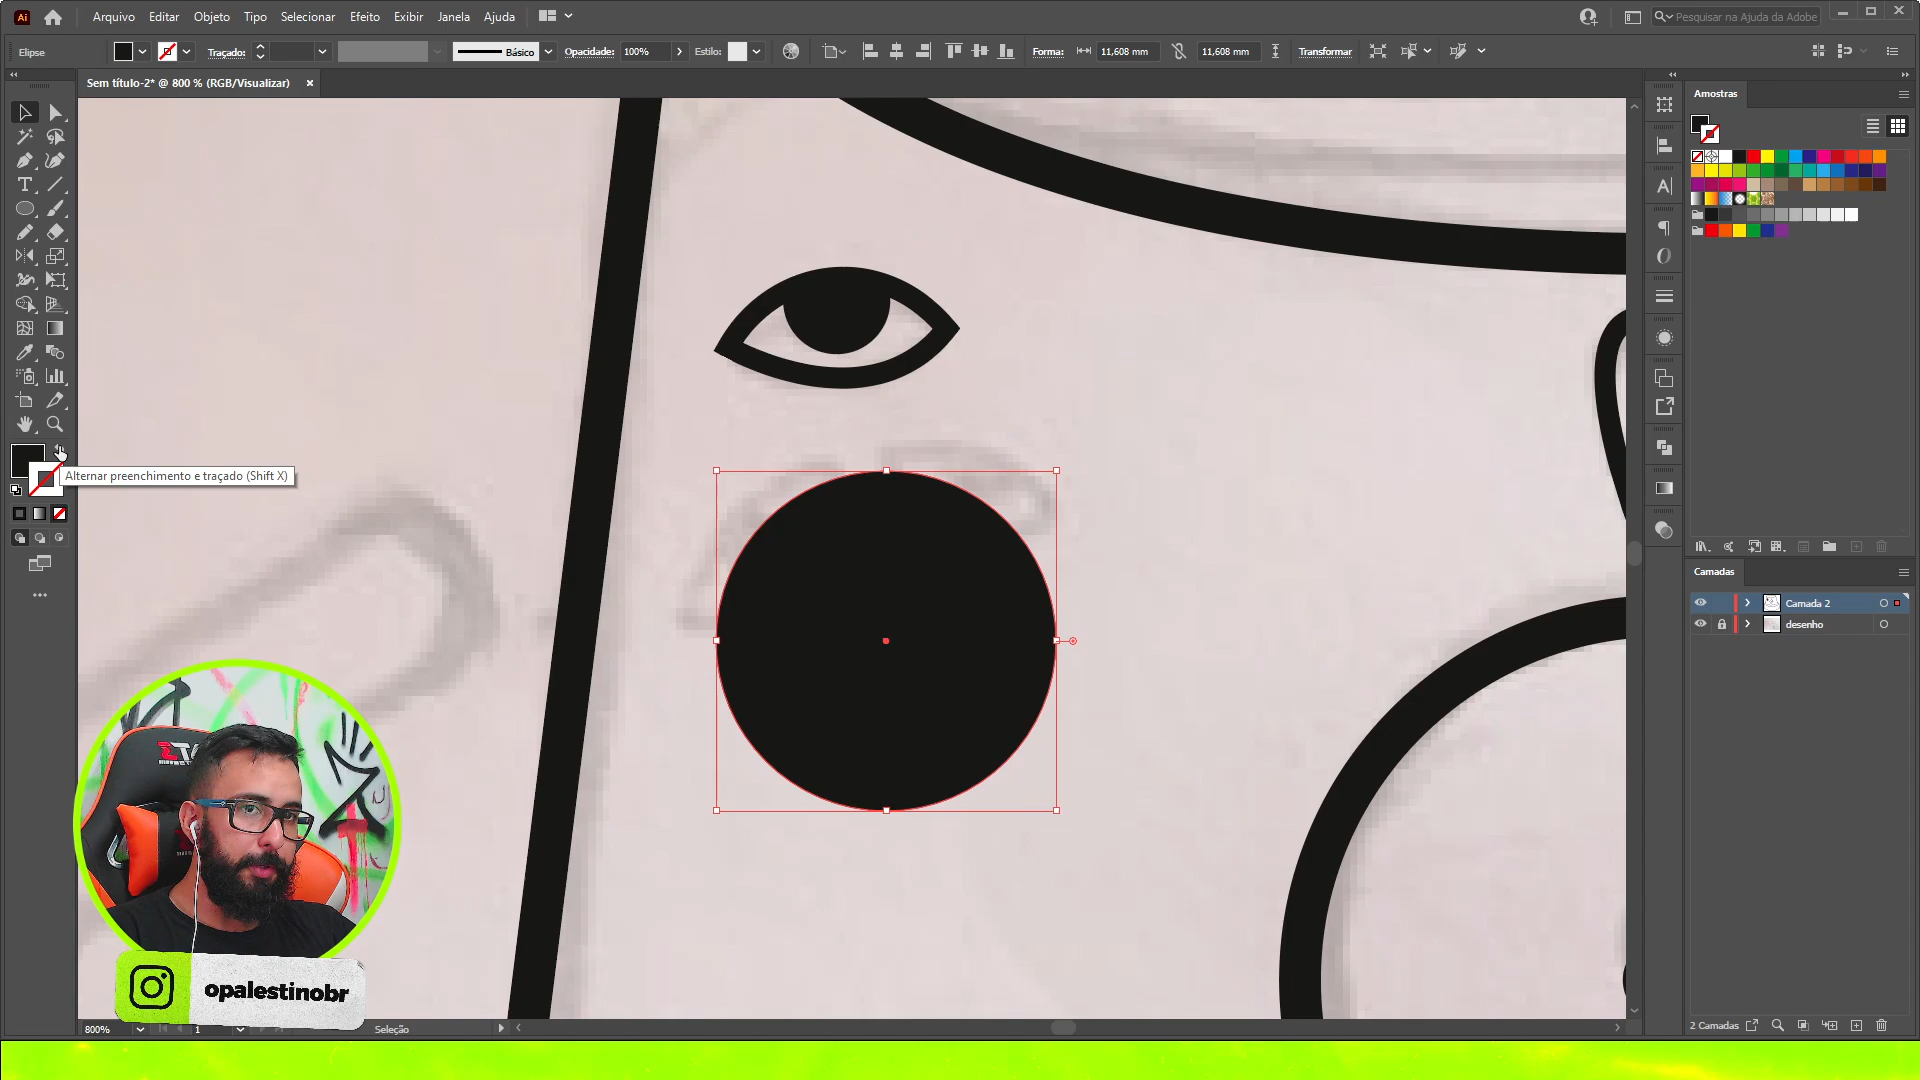 Ai Arquivo Editar Objeto Tipo Selecionar Efeito Exibir Janela Ajuda Pesquisar na Ajuda da Adobe
Elipse Traçado: Básico Opacidade: 100% Estilo: Forma: 11,608 mm 11,608 mm Transformar
Sem título-2* @ 800 % (RGB/Visualizar)
Amostras
Alternar preenchimento e traçado (Shift X)
Camadas
Camada 2
desenho
opalestinobr
800% 1 Seleção
2 Camadas